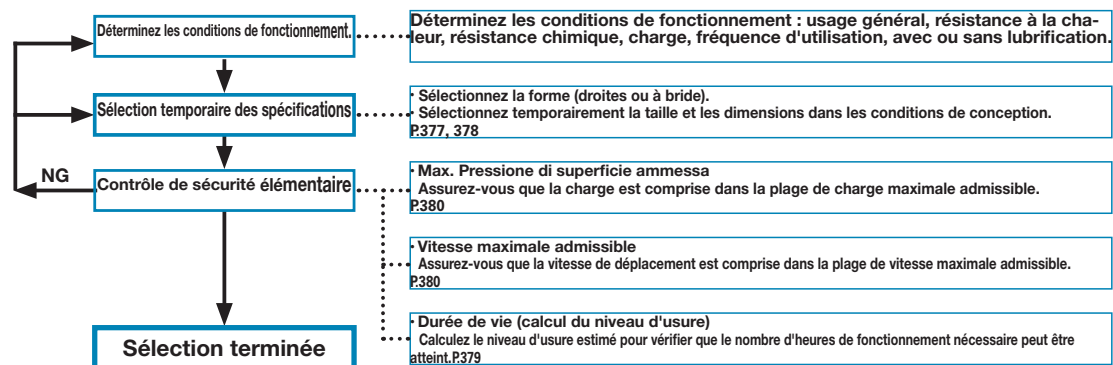 Déterminez les conditions de fonctionnement.
Déterminez les conditions de fonctionnement : usage général, résistance à la cha-
leur, résistance chimique, charge, fréquence d'utilisation, avec ou sans lubrification.
Sélection temporaire des spécifications
· Sélectionnez la forme (droites ou à bride).
· Sélectionnez temporairement la taille et les dimensions dans les conditions de conception.
P.377, 378
NG
Contrôle de sécurité élémentaire
· Max. Pressione di superficie ammessa
Assurez-vous que la charge est comprise dans la plage de charge maximale admissible.
P.380
· Vitesse maximale admissible
Assurez-vous que la vitesse de déplacement est comprise dans la plage de vitesse maximale admissible.
P.380
· Durée de vie (calcul du niveau d'usure)
Calculez le niveau d'usure estimé pour vérifier que le nombre d'heures de fonctionnement nécessaire peut être
atteint.P.379
Sélection terminée